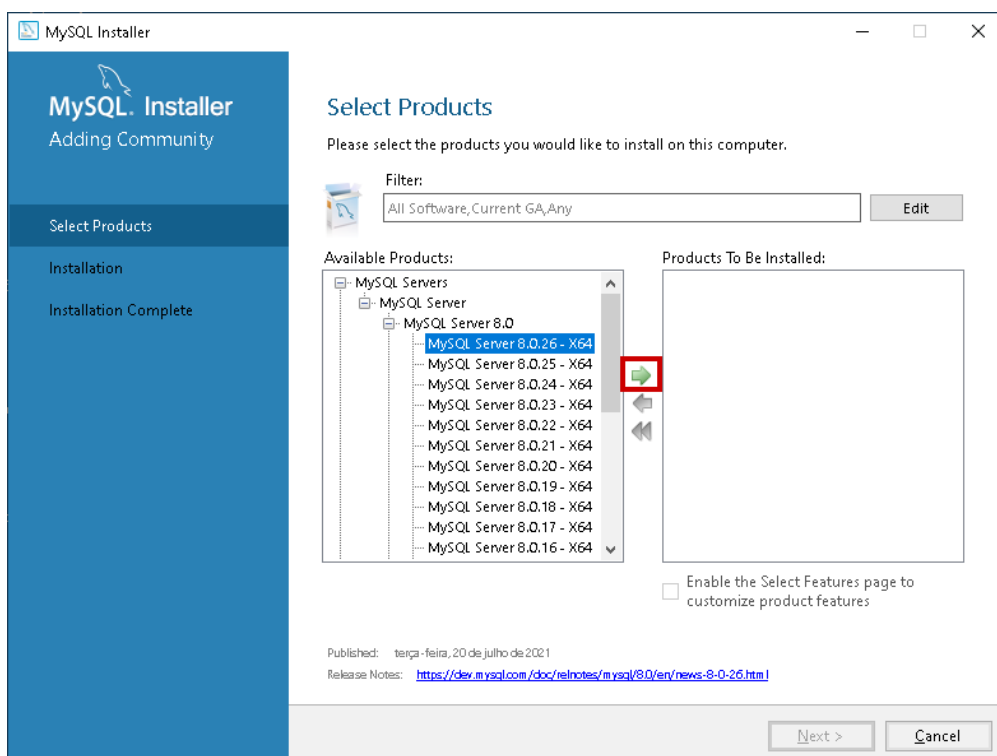 MySQL Installer
MySQL. Installer
Adding Community
Select Products
Installation
Installation Complete
Select Products
Please select the products you would like to install on this computer.
Filter:
All Software,Current GA,Any
Edit
Available Products:
MySQL Servers
MySQL Server
MySQL Server 8.0
MySQL Server 8.0.26 - X64
MySQL Server 8.0.25 - X64
MySQL Server 8.0.24 - X64
MySQL Server 8.0.23 - X64
MySQL Server 8.0.22 - X64
MySQL Server 8.0.21 - X64
MySQL Server 8.0.20 - X64
MySQL Server 8.0.19 - X64
MySQL Server 8.0.18 - X64
MySQL Server 8.0.17 - X64
MySQL Server 8.0.16 - X64
Products To Be Installed:
Enable the Select Features page to
customize product features
Published: terça-feira, 20 de julho de 2021
Release Notes: https://dev.mysql.com/doc/relnotes/mysql/8.0/en/news-8-0-26.html
Next >
Cancel